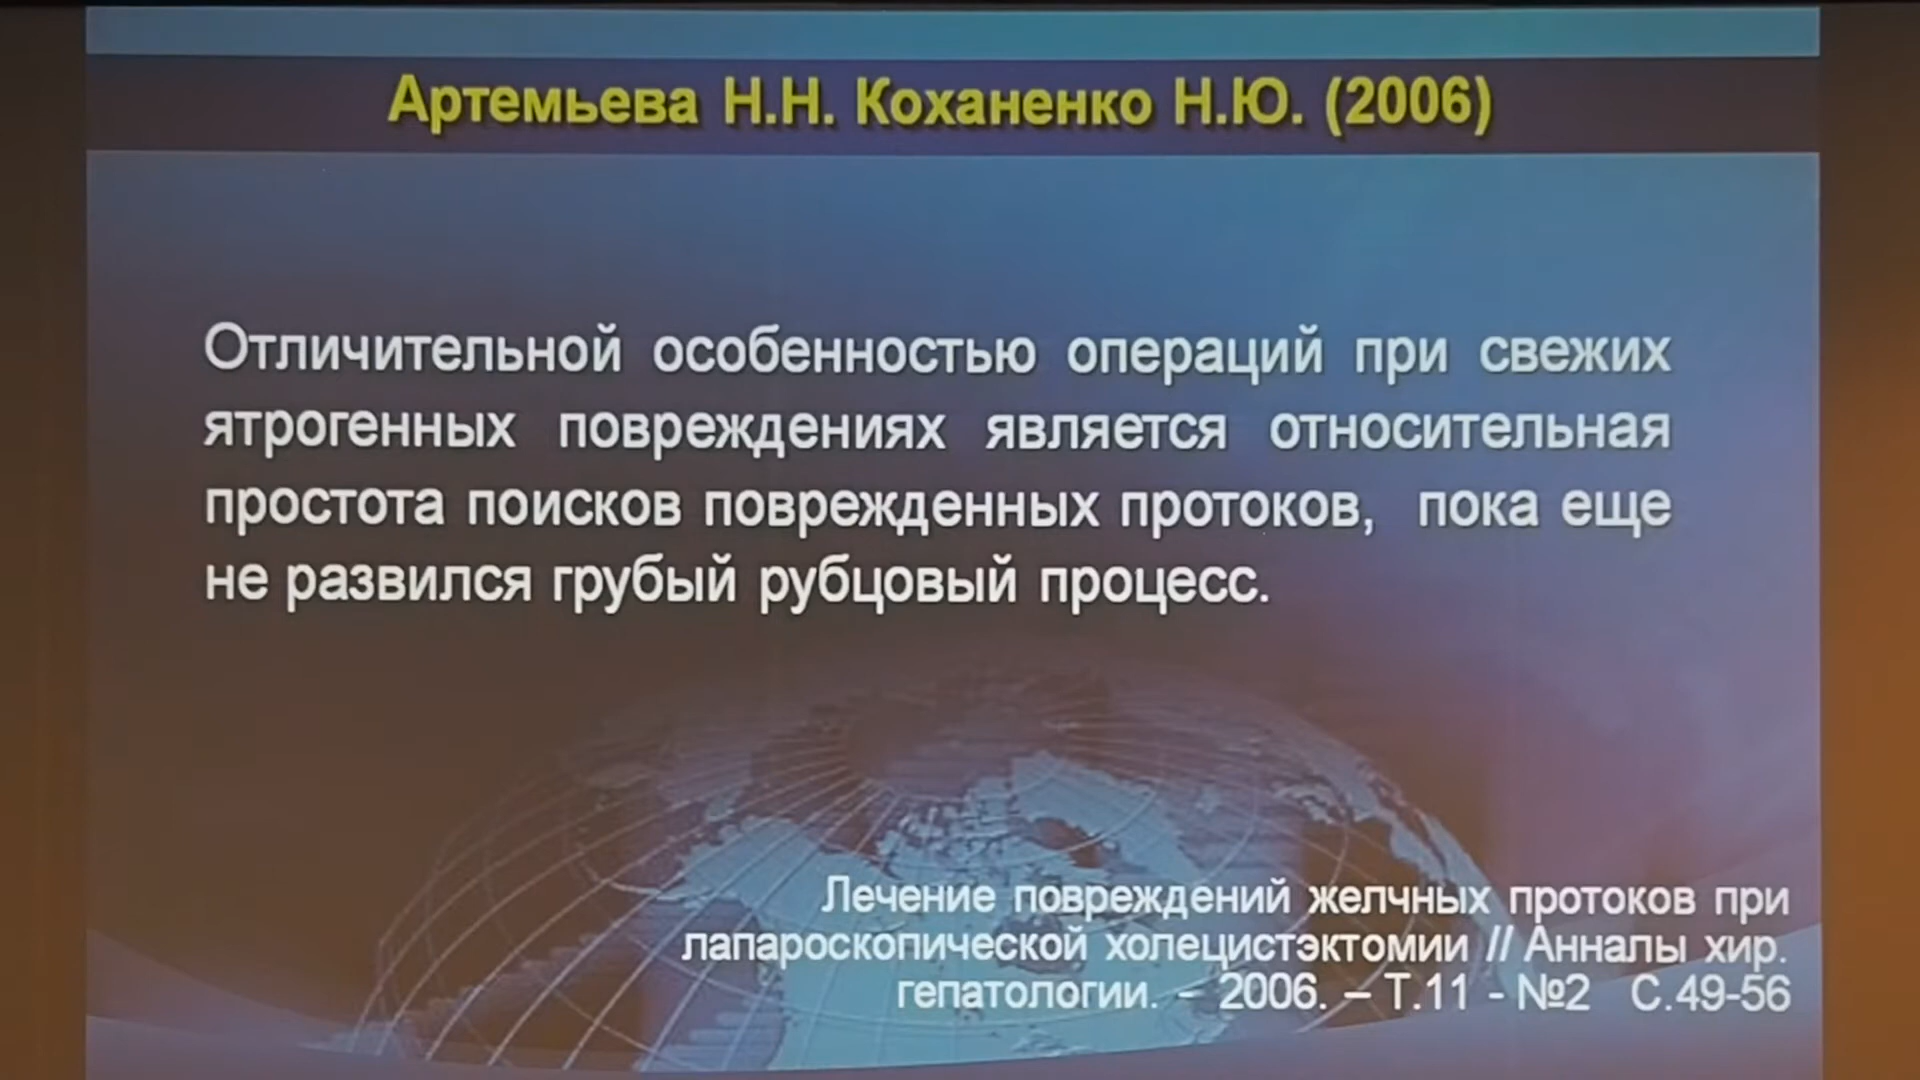 Артемьева Н.Н. Коханенко Н.Ю. (2006)
Отличительной особенностью операций при свежих
ятрогенных повреждениях является относительная
простота поисков поврежденных протоков, пока еще
не развился грубый рубцовый процесс.
Лечение повреждений желчных протоков при
лапароскопической холецистэктомии // Анналы хир.
гепатологии. – 2006. – Т.11 - №2 С.49-56